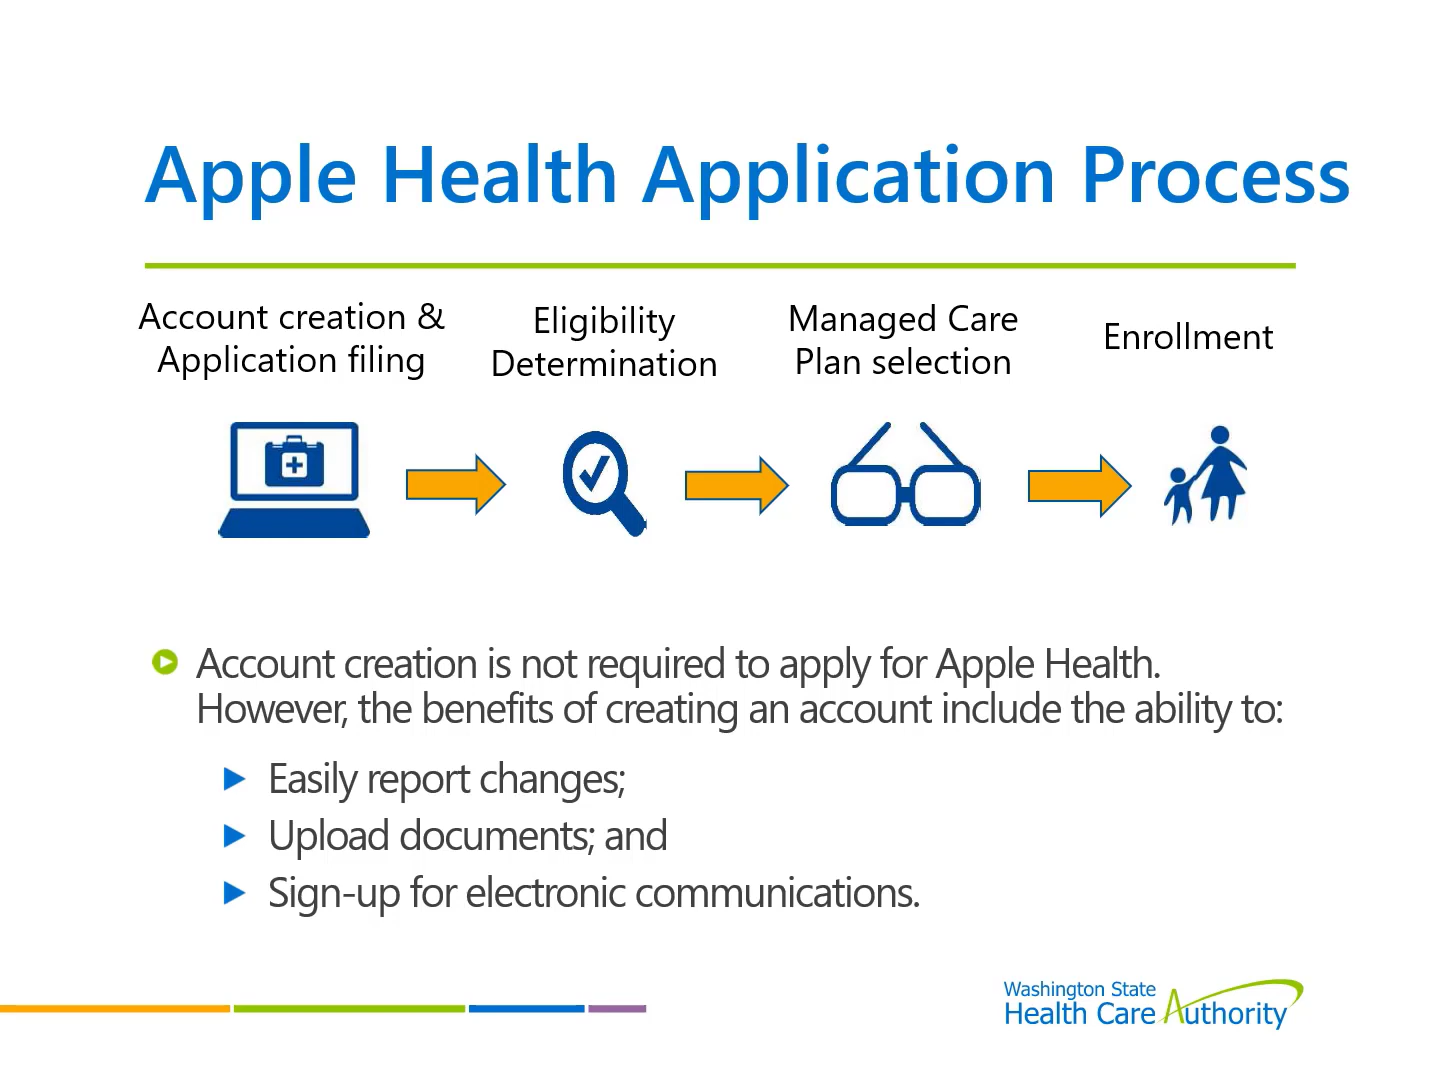 Apple Health Application Process
Account creation &
Application filing
Eligibility
Determination
Managed Care
Plan selection
Enrollment
Account creation is not required to apply for Apple Health.
However, the benefits of creating an account include the ability to:
Easily report changes;
Upload documents; and
Sign-up for electronic communications.
Washington State
Health Care Authority